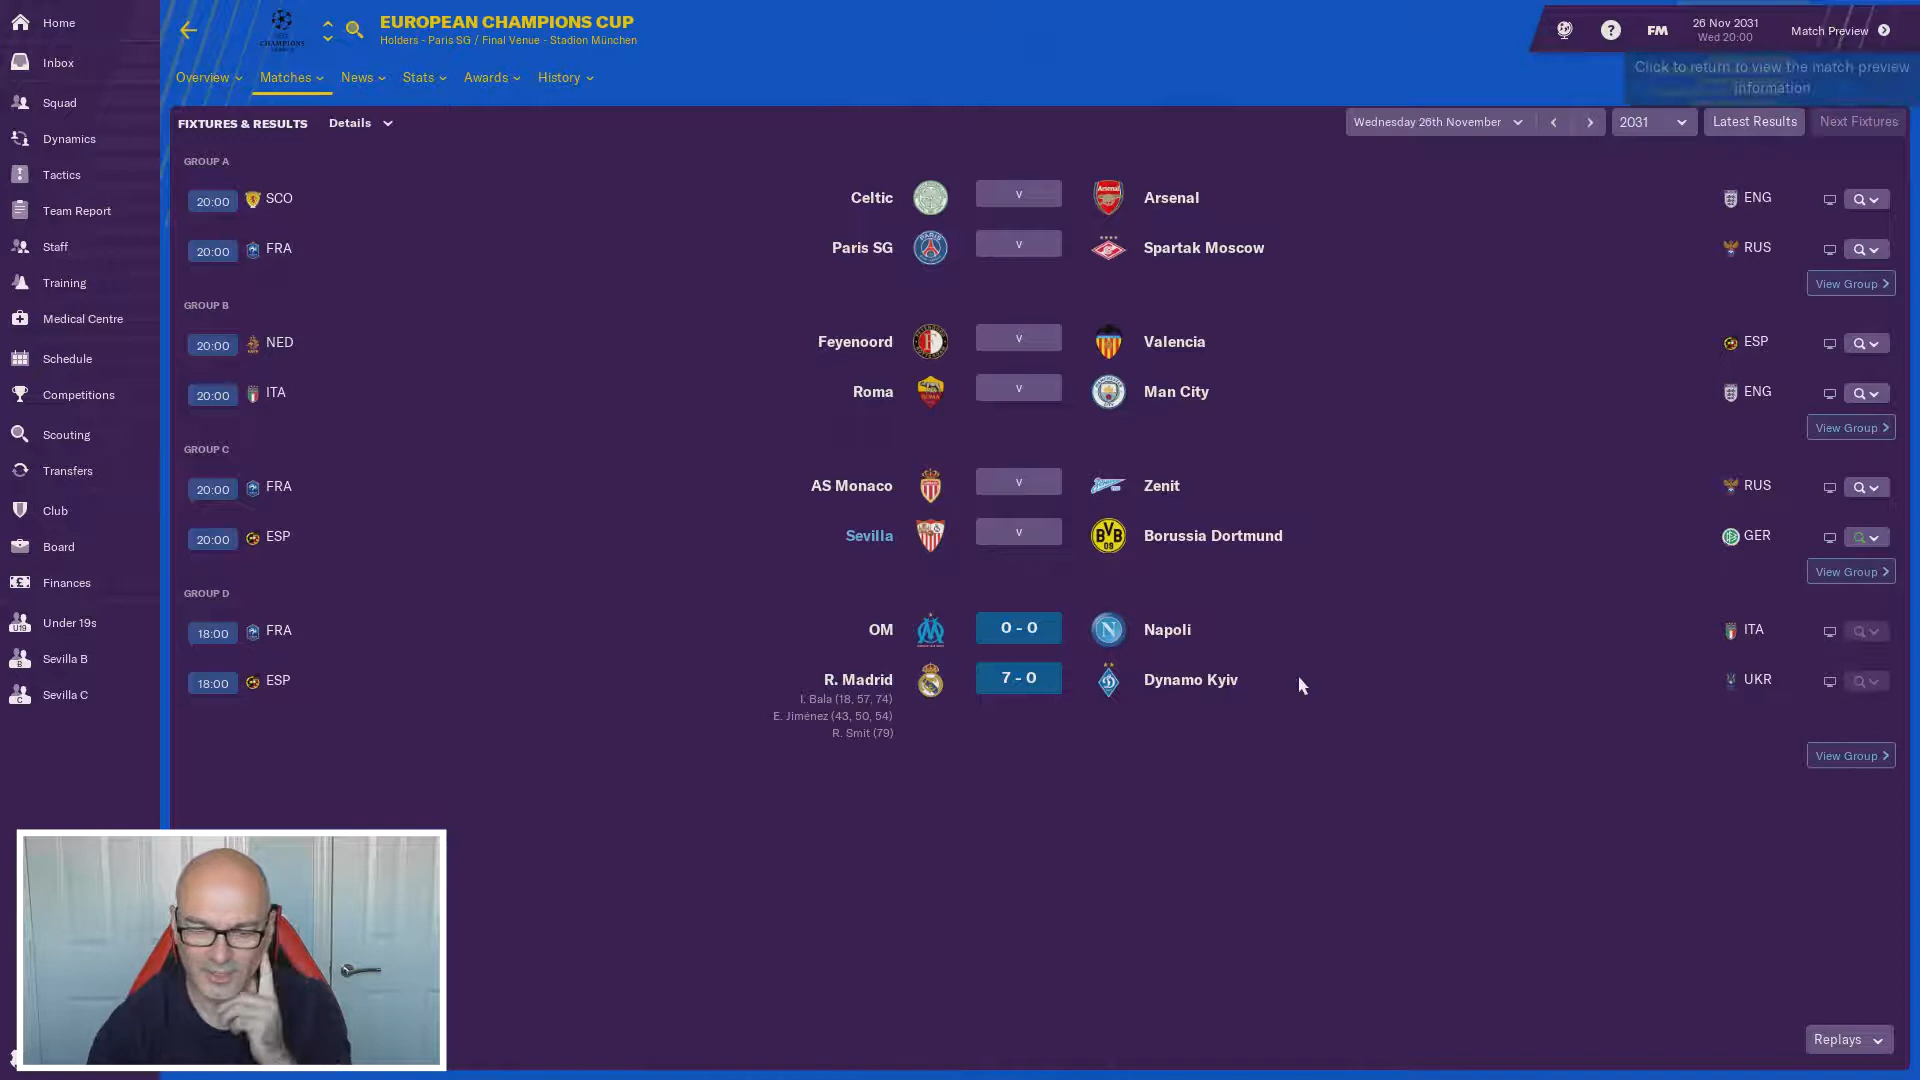 Home
Inbox
Squad
Dynamics
Tactics
Team Report
Staff
Training
Medical Centre
Schedule
Competitions
Scouting
Transfers
Club
Board
Finances
Under 19s
Sevilla B
Sevilla C
EUROPEAN CHAMPIONS CUP
Holders - Paris SG / Final Venue - Stadion München
Overview Matches News Stats Awards History
FM
26 Nov 2031
Wed 20:00
Match Preview
Click to return to view the match preview
information
FIXTURES & RESULTS Details
Wednesday 26th November 2031 Latest Results Next Fixtures
GROUP A
20:00 SCO Celtic v Arsenal ENG
20:00 FRA Paris SG v Spartak Moscow RUS
View Group
GROUP B
20:00 NED Feyenoord v Valencia ESP
20:00 ITA Roma v Man City ENG
View Group
GROUP C
20:00 FRA AS Monaco v Zenit RUS
20:00 ESP Sevilla v Borussia Dortmund GER
View Group
GROUP D
18:00 FRA OM 0 - 0 Napoli ITA
18:00 ESP R. Madrid 7 - 0 Dynamo Kyiv UKR
I. Bala (18, 57, 74)
E. Jiménez (43, 50, 54)
R. Smit (79)
View Group
Replays